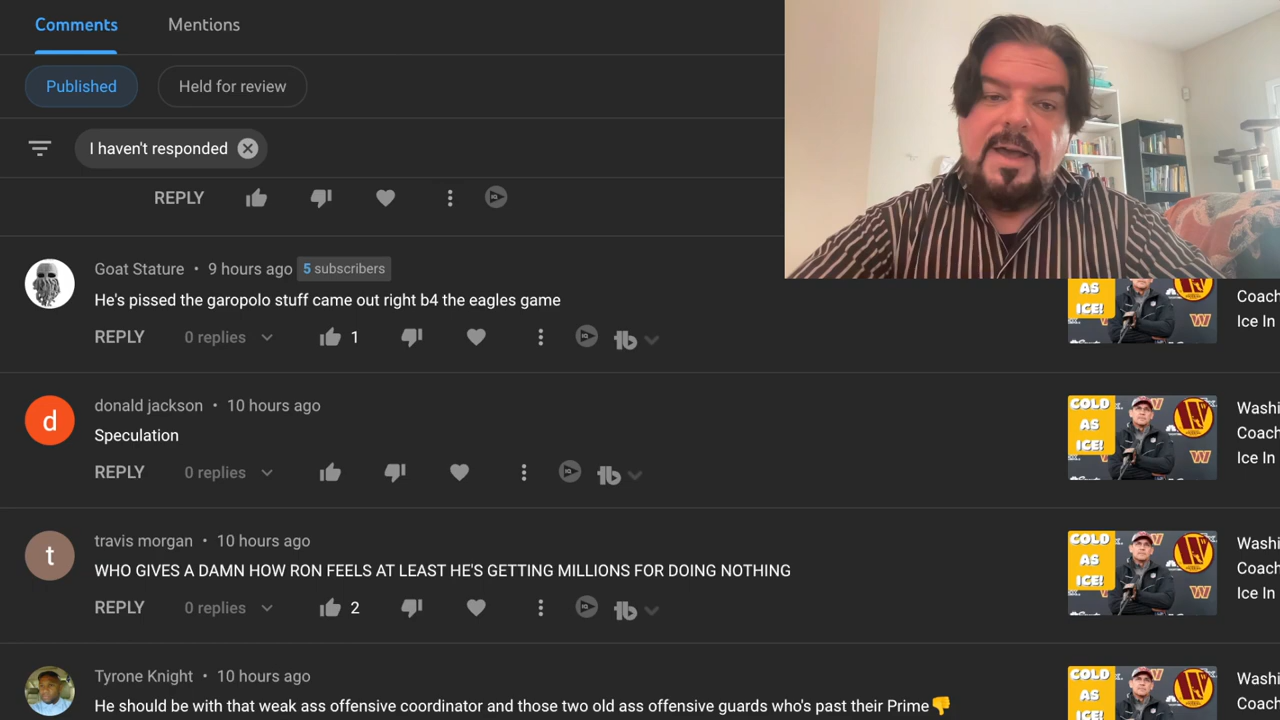 Comments
Mentions
Published
Held for review
I haven't responded
REPLY
Goat Stature • 9 hours ago 5 subscribers
He's pissed the garopolo stuff came out right b4 the eagles game
REPLY 0 replies 1
AS
ICE!
Coach
Ice In
d
donald jackson • 10 hours ago
Speculation
REPLY 0 replies
COLD
AS
ICE!
Washi
Coach
Ice In
t
travis morgan • 10 hours ago
WHO GIVES A DAMN HOW RON FEELS AT LEAST HE'S GETTING MILLIONS FOR DOING NOTHING
REPLY 0 replies 2
COLD
AS
ICE!
Washi
Coach
Ice In
Tyrone Knight • 10 hours ago
He should be with that weak ass offensive coordinator and those two old ass offensive guards who's past their Prime👎
COLD
AS
ICE!
Washi
Coach